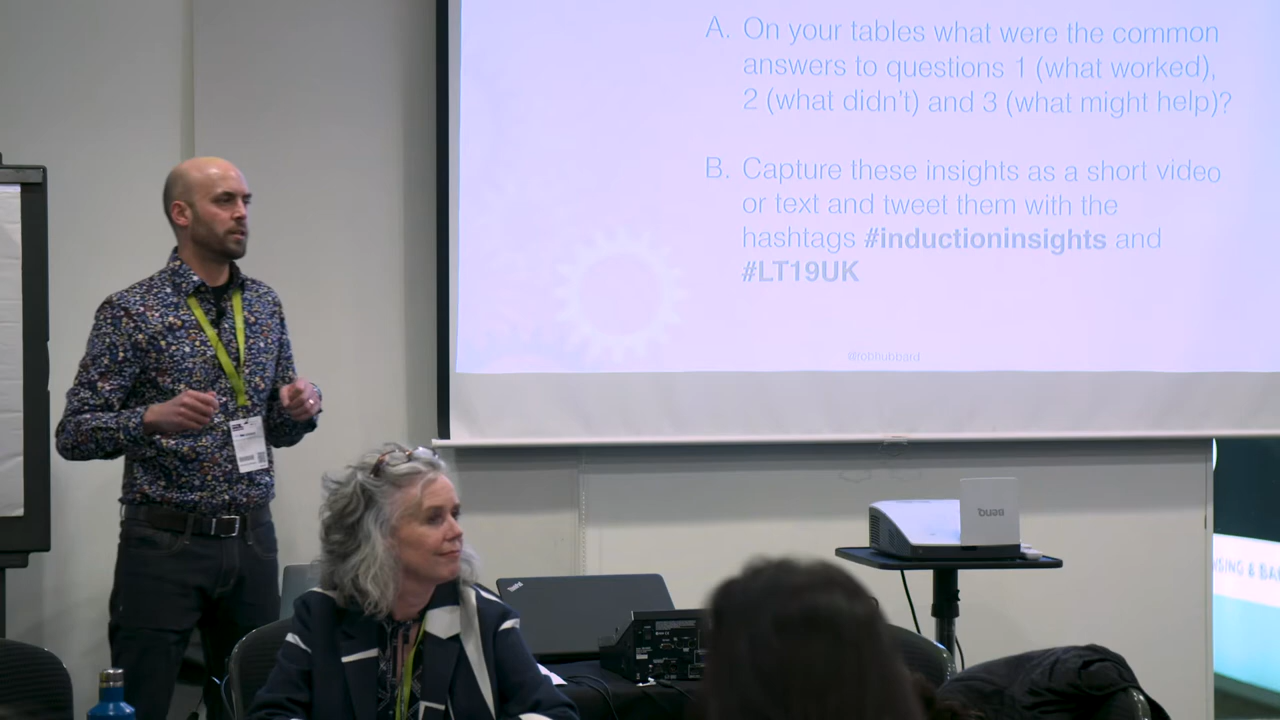 A. On your tables what were the common
answers to questions 1 (what worked),
2 (what didn't) and 3 (what might help)?
B. Capture these insights as a short video
or text and tweet them with the
hashtags #inductioninsights and
#LT19UK
@robhubbard
BenQ